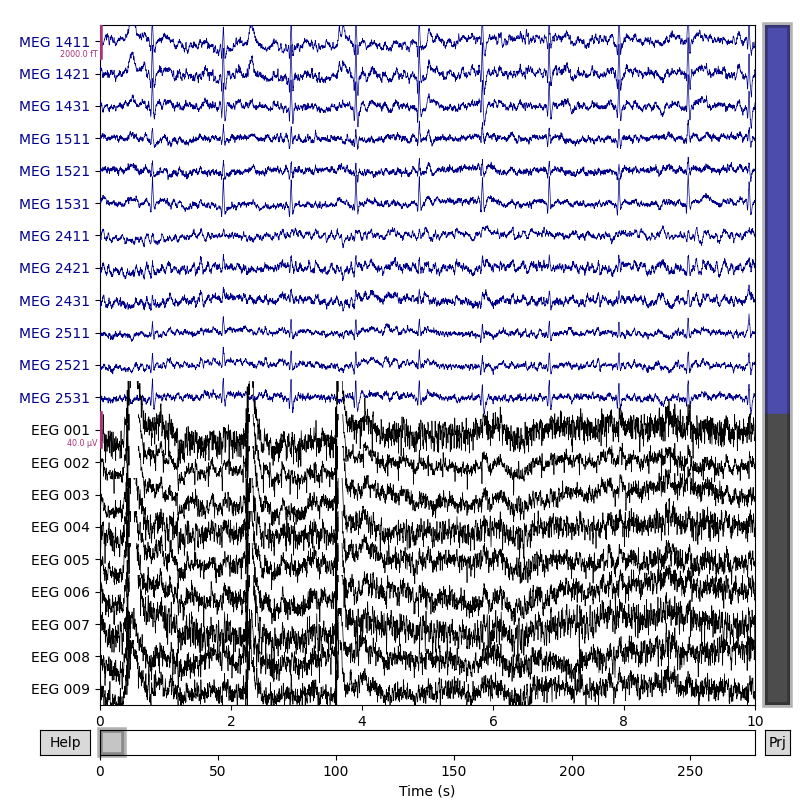 MEG 1411
2000.0 fT
MEG 1421
MEG 1431
MEG 1511
MEG 1521
MEG 1531
MEG 2411
MEG 2421
MEG 2431
MEG 2511
MEG 2521
MEG 2531
EEG 001
40.0 µV
EEG 002
EEG 003
EEG 004
EEG 005
EEG 006
EEG 007
EEG 008
EEG 009
0 2 4 6 8 10
Help Prj
0 50 100 150 200 250
Time (s)